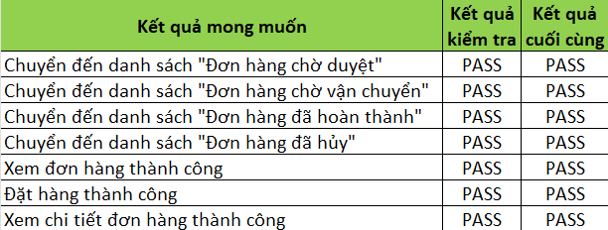 Kết quả mong muốn Kết quả kiểm tra Kết quả cuối cùng
Chuyển đến danh sách "Đơn hàng chờ duyệt" PASS PASS
Chuyển đến danh sách "Đơn hàng chờ vận chuyển" PASS PASS
Chuyển đến danh sách "Đơn hàng đã hoàn thành" PASS PASS
Chuyển đến danh sách "Đơn hàng đã hủy" PASS PASS
Xem đơn hàng thành công PASS PASS
Đặt hàng thành công PASS PASS
Xem chi tiết đơn hàng thành công PASS PASS